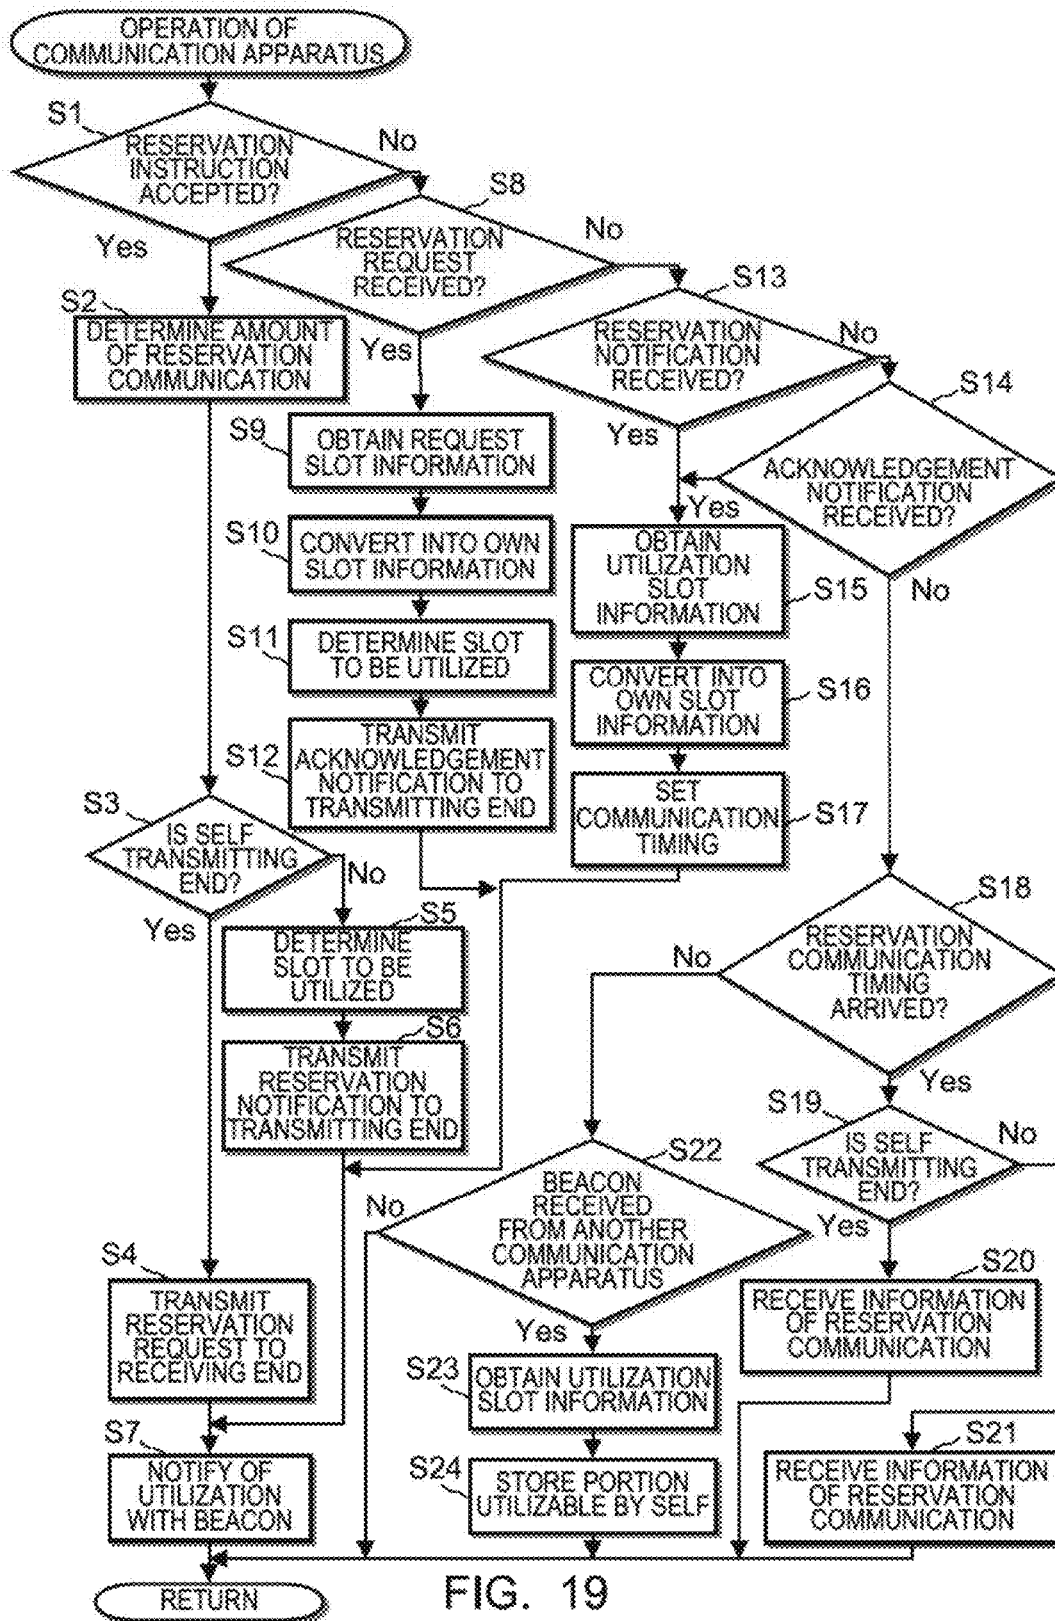 OPERATION OF
COMMUNICATION APPARATUS
S1
RESERVATION
INSTRUCTION
ACCEPTED?
No
Yes
S8
RESERVATION
REQUEST
RECEIVED?
No
Yes
S13
RESERVATION
NOTIFICATION
RECEIVED?
No
Yes
S14
ACKNOWLEDGEMENT
NOTIFICATION
RECEIVED?
Yes
No
S2
DETERMINE AMOUNT
OF RESERVATION
COMMUNICATION
S9
OBTAIN REQUEST
SLOT INFORMATION
S10
CONVERT INTO OWN
SLOT INFORMATION
S11
DETERMINE SLOT
TO BE UTILIZED
S12
TRANSMIT
ACKNOWLEDGEMENT
NOTIFICATION TO
TRANSMITTING END
OBTAIN
UTILIZATION
SLOT
INFORMATION
S15
CONVERT INTO
OWN SLOT
INFORMATION
S16
SET
COMMUNICATION
TIMING
S17
S3
IS SELF
TRANSMITTING
END?
No
Yes
S5
DETERMINE
SLOT TO BE
UTILIZED
S6
TRANSMIT
RESERVATION
NOTIFICATION TO
TRANSMITTING END
S18
RESERVATION
COMMUNICATION
TIMING
ARRIVED?
No
Yes
S19
IS SELF
TRANSMITTING
END?
No
Yes
S22
BEACON
RECEIVED
FROM ANOTHER
COMMUNICATION
APPARATUS
No
Yes
S4
TRANSMIT
RESERVATION
REQUEST TO
RECEIVING END
S20
RECEIVE INFORMATION
OF RESERVATION
COMMUNICATION
S23
OBTAIN UTILIZATION
SLOT INFORMATION
S7
NOTIFY OF
UTILIZATION
WITH BEACON
S24
STORE PORTION
UTILIZABLE BY SELF
S21
RECEIVE INFORMATION
OF RESERVATION
COMMUNICATION
RETURN
FIG. 19